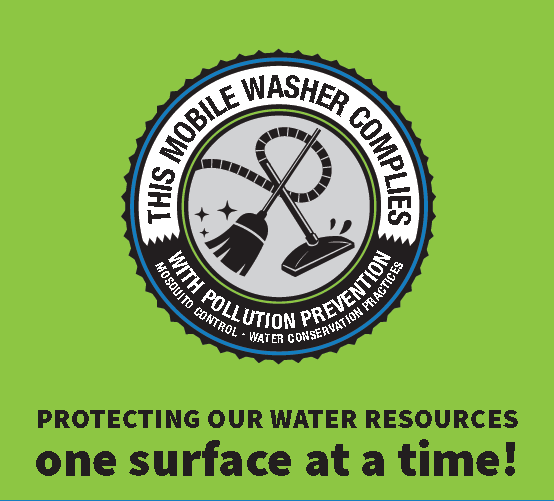 THIS MOBILE WASHER COMPLIES
WITH POLLUTION PREVENTION
MOSQUITO CONTROL - WATER CONSERVATION PRACTICES
PROTECTING OUR WATER RESOURCES
one surface at a time!